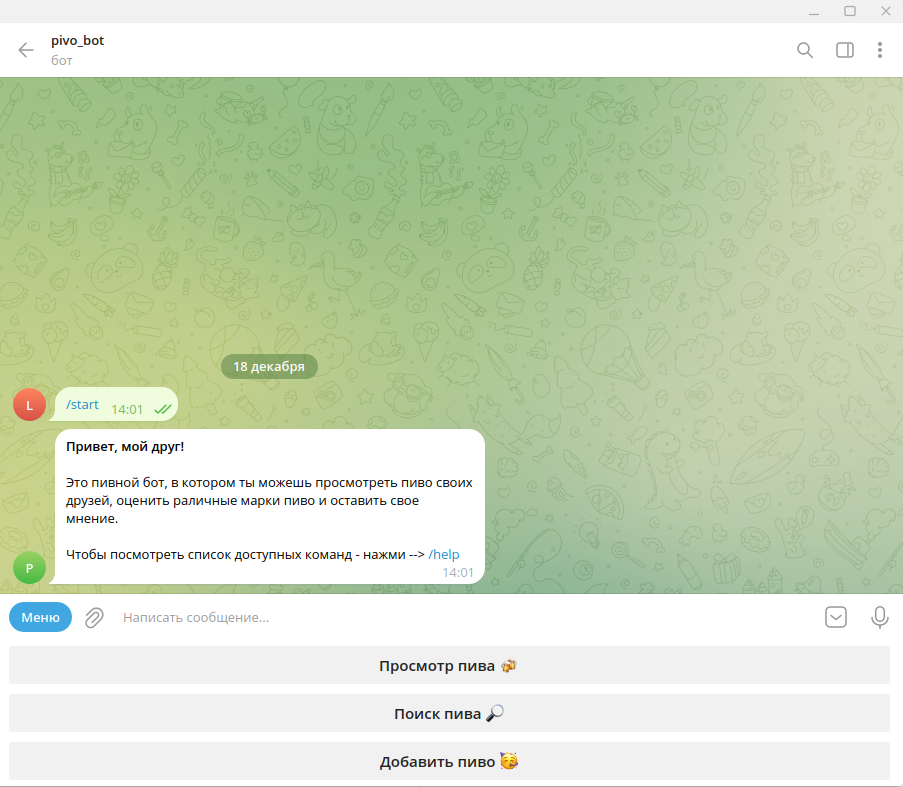 pivo_bot
бот
18 декабря
L
/start
14:01
Привет, мой друг!
Это пивной бот, в котором ты можешь просмотреть пиво своих
друзей, оценить раличные марки пиво и оставить свое
мнение.
Чтобы посмотреть список доступных команд - нажми --> /help
14:01
P
Меню
Написать сообщение...
Просмотр пива 🍻
Поиск пива 🔎
Добавить пиво 🥳